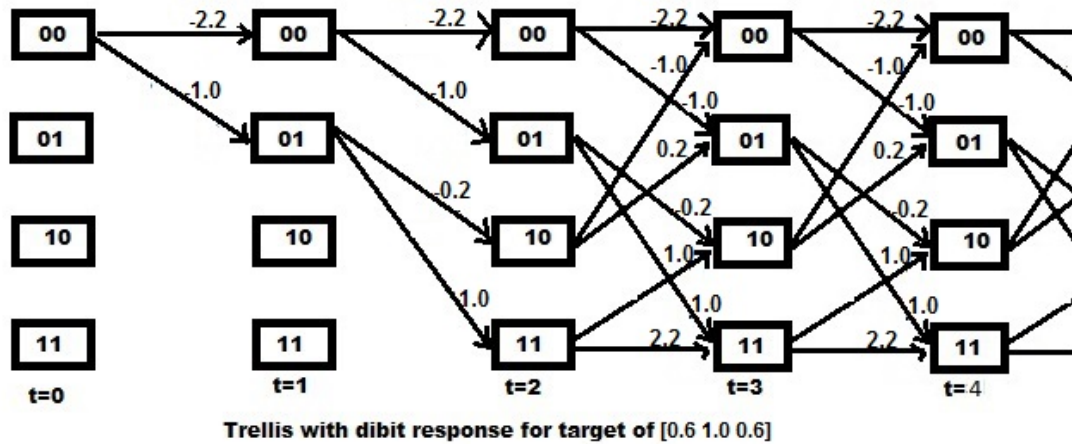 -2.2 -2.2 -2.2 -2.2
00 00 00 00 00
-1.0 -1.0 -1.0 -1.0 -1.0 -1.0
01 01 01 01 01
0.2 0.2
-0.2 -0.2 -0.2
10 10 10 10 10
1.0 1.0
1.0 1.0 1.0
11 11 11 11 11
2.2 2.2
t=0 t=1 t=2 t=3 t=4
Trellis with dibit response for target of [0.6 1.0 0.6]